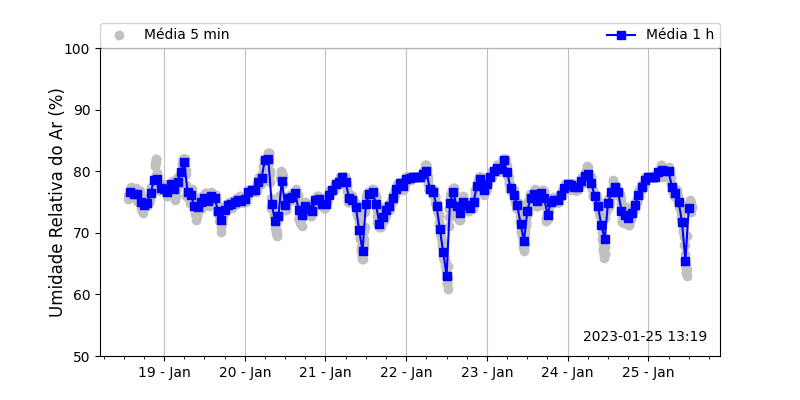 Média 5 min
Média 1 h
Umidade Relativa do Ar (%)
100
90
80
70
60
50
2023-01-25 13:19
19 - Jan
20 - Jan
21 - Jan
22 - Jan
23 - Jan
24 - Jan
25 - Jan